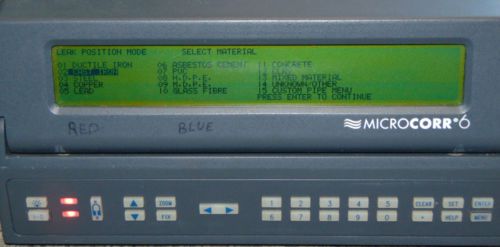 LEAK POSITION MODE SELECT MATERIAL
01 DUCTILE IRON 06 ASBESTOS CEMENT 11 CONCRETE
02 CAST IRON 07 PVC 12
03 STEEL 08 H.D.P.E. 13 MIXED MATERIAL
04 COPPER 09 M.D.P.E. 14 UNKNOWN/OTHER
05 LEAD 10 GLASS FIBRE 15 CUSTOM PIPE MENU
PRESS ENTER TO CONTINUE
RED BLUE
MICROCORR 6
ZOOM 1 2 3 4 5 CLEAR SET ENTER
FIX 6 7 8 9 0 HELP MENU